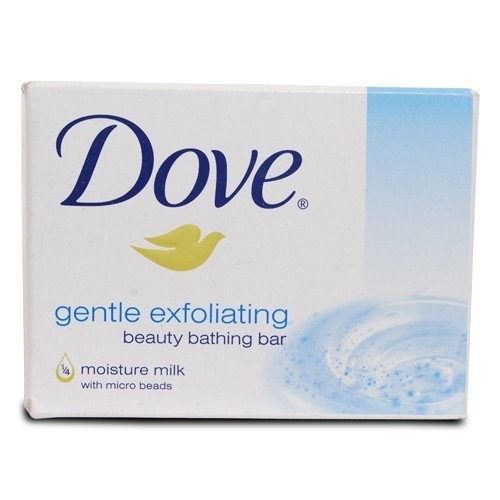 Dove®
gentle exfoliating
beauty bathing bar
¼ moisture milk
with micro beads